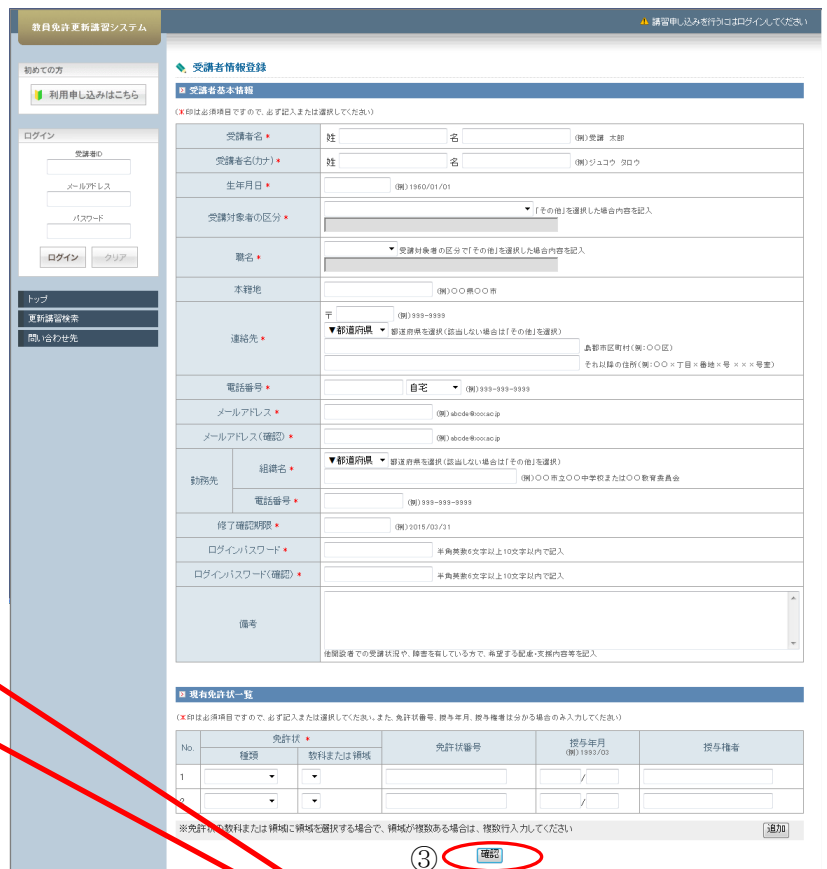 教員免許更新講習システム
⚠ 講習申し込みを行うにはログインしてください
初めての方
利用申し込みはこちら
ログイン
受講者ID
メールアドレス
パスワード
ログイン クリア
トップ
更新講習検索
問い合わせ先
受講者情報登録
受講者基本情報
(*印は必須項目ですので、必ず記入または選択してください)
受講者名 * 姓 名 (例)受講 太郎
受講者名(カナ) * 姓 名 (例)ジュコウ タロウ
生年月日 * (例)1960/01/01
受講対象者の区分 * 「その他」を選択した場合内容を記入
職名 * 受講対象者の区分で「その他」を選択した場合内容を記入
本籍地 (例)〇〇県〇〇市
連絡先 * 〒 (例)999-9999
▼都道府県 都道府県を選択(該当しない場合は「その他」を選択)
島都市区町村(例:〇〇区)
それ以降の住所(例:〇〇×丁目×番地×号 ×××号室)
電話番号 * 自宅 (例)999-999-9999
メールアドレス * (例)abcde@xxx.ac.jp
メールアドレス(確認) * (例)abcde@xxx.ac.jp
勤務先 組織名 * ▼都道府県 都道府県を選択(該当しない場合は「その他」を選択)
(例)〇〇市立〇〇中学校または〇〇教育委員会
電話番号 * (例)999-999-9999
修了確認期限 * (例)2015/03/31
ログインパスワード * 半角英数6文字以上10文字以内で記入
ログインパスワード(確認) * 半角英数6文字以上10文字以内で記入
備考
他開設者での受講状況や、障害を有している方で、希望する配慮・支援内容等を記入
現有免許状一覧
(*印は必須項目ですので、必ず記入または選択してください。また、免許状番号、授与年月、授与権者は分かる場合のみ入力してください)
No. 免許状 * 免許状番号 授与年月 授与権者
種類 教科または領域 (例)1993/03
1 /
2 /
※免許状の教科または領域に領域を選択する場合で、領域が複数ある場合は、複数行入力してください 追加
③ 確認